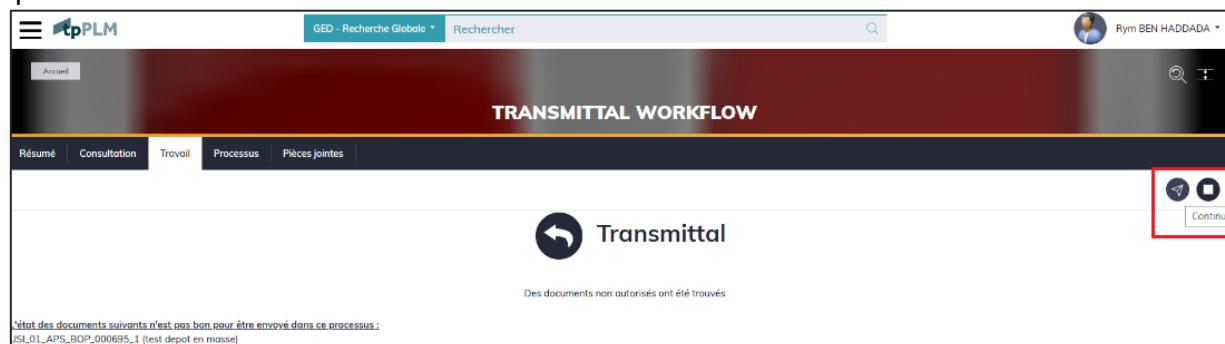 tpPLM
GED - Recherche Globale
Rechercher
Rym BEN HADDADA
Accueil
TRANSMITTAL WORKFLOW
Résumé
Consultation
Travail
Processus
Pièces jointes
Continu
Transmittal
Des documents non autorisés ont été trouvés
L'état des documents suivants n'est pas bon pour être envoyé dans ce processus :
JSI_01_APS_BOP_000695_1 (test depot en masse)